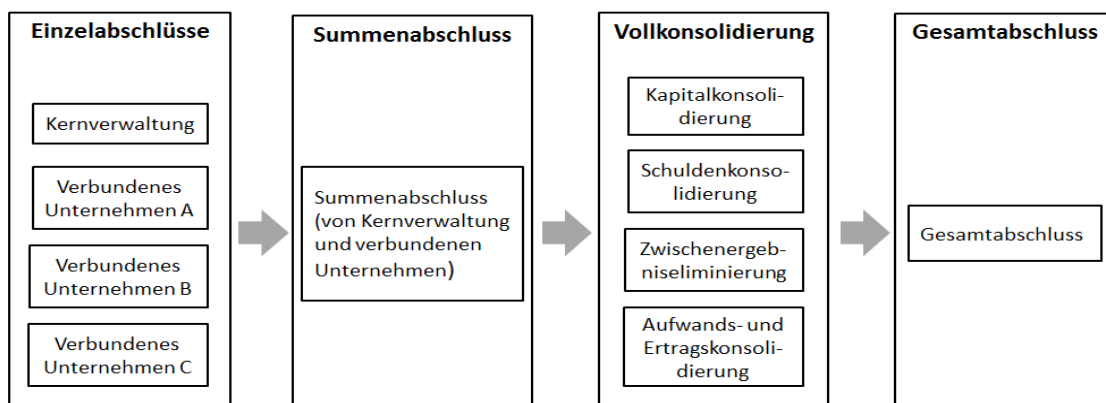 Einzelabschlüsse
Kernverwaltung
Verbundenes
Unternehmen A
Verbundenes
Unternehmen B
Verbundenes
Unternehmen C
Summenabschluss
Summenabschluss
(von Kernverwaltung
und verbundenen
Unternehmen)
Vollkonsolidierung
Kapitalkonsoli-
dierung
Schuldenkonso-
lidierung
Zwischenergeb-
niseliminierung
Aufwands- und
Ertragskonsoli-
dierung
Gesamtabschluss
Gesamtabschluss